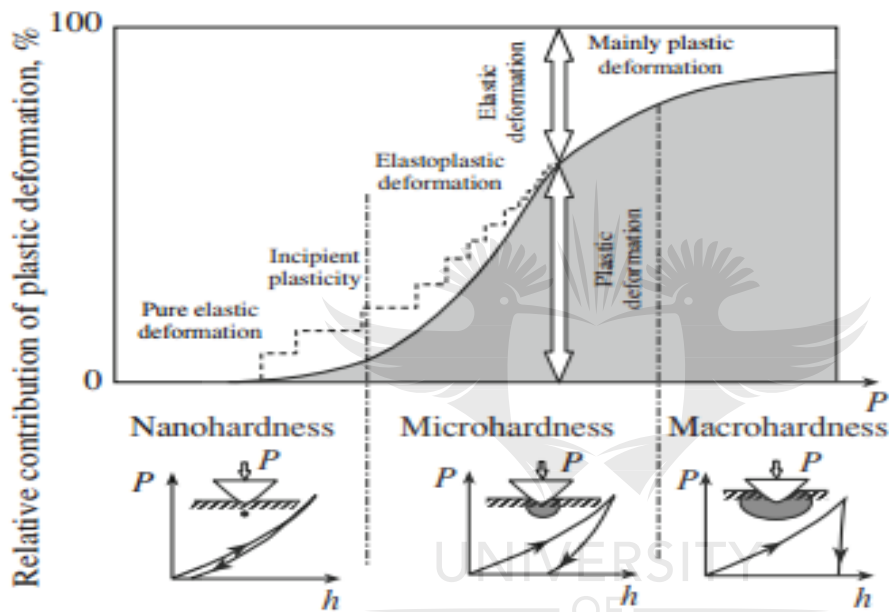 100
Relative contribution of plastic deformation, %
0
Mainly plastic
deformation
Elastic
deformation
Elastoplastic
deformation
Incipient
plasticity
Plastic
deformation
Pure elastic
deformation
P
Nanohardness
Microhardness
Macrohardness
P
P
h
P
P
h
P
P
h
UNIVERSITY
OF